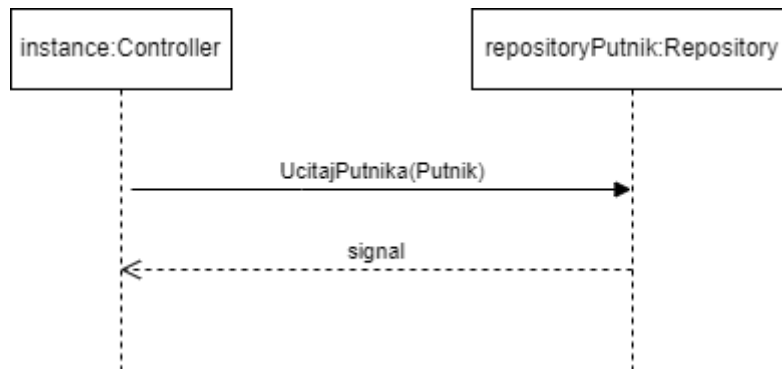 instance:Controller
repositoryPutnik:Repository
UcitajPutnika(Putnik)
signal